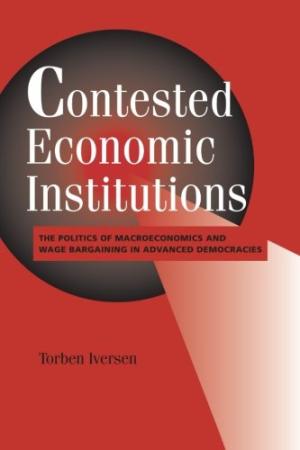 Contested
Economic
Institutions
THE POLITICS OF MACROECONOMICS AND
WAGE BARGAINING IN ADVANCED DEMOCRACIES
Torben Iversen